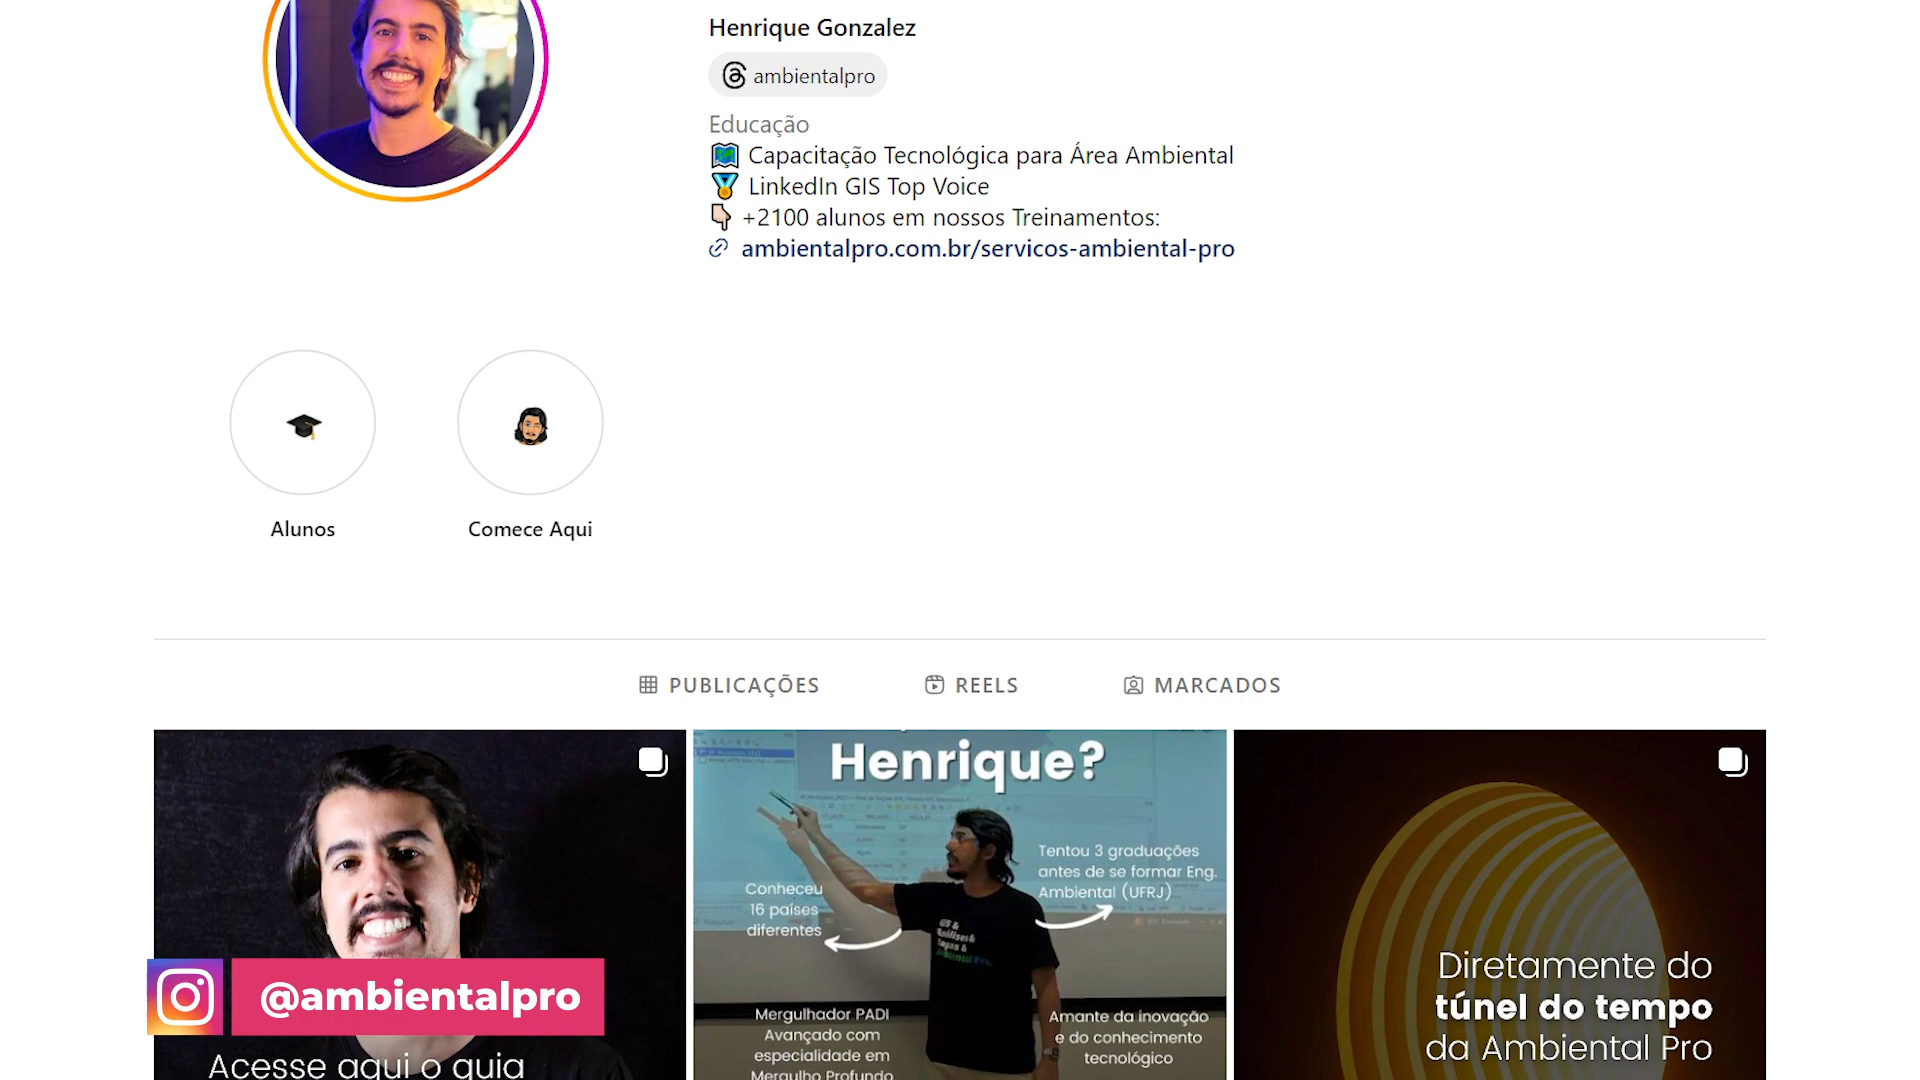 Henrique Gonzalez
ambientalpro
Educação
Capacitação Tecnológica para Área Ambiental
LinkedIn GIS Top Voice
+2100 alunos em nossos Treinamentos:
ambientalpro.com.br/servicos-ambiental-pro
Alunos
Comece Aqui
PUBLICAÇÕES
REELS
MARCADOS
@ambientalpro
Acesse aqui o guia
Henrique?
Tentou 3 graduações
antes de se formar Eng.
Ambiental (UFRJ)
Conheceu
16 países
diferentes
GIS &
Ambiental Pro.
Mergulhador PADI
Avançado com
especialidade em
Mergulho Profundo
Amante da inovação
e do conhecimento
tecnológico
Diretamente do
túnel do tempo
da Ambiental Pro